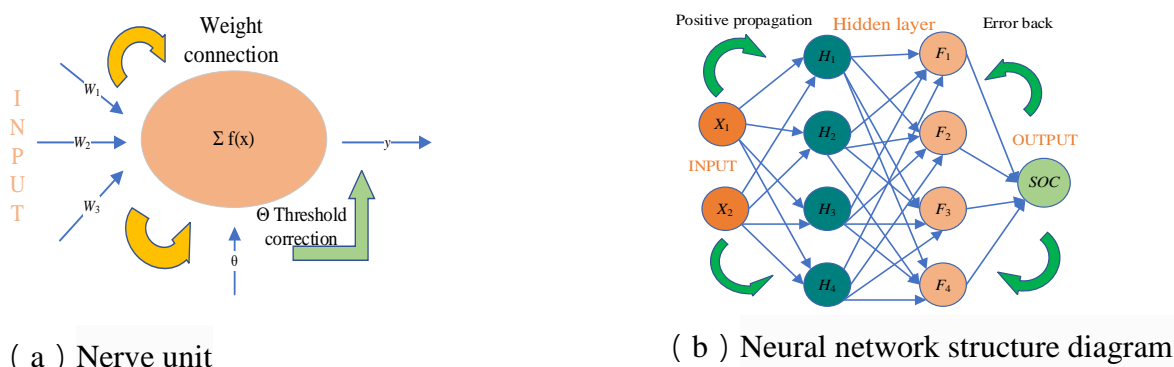 Weight
connection
I
N
P
U
T
W1
W2
W3
Σ f(x)
y
Θ Threshold
correction
θ
(a) Nerve unit
Positive propagation
Hidden layer
Error back
H1
F1
X1
H2
F2
INPUT
OUTPUT
SOC
X2
H3
F3
H4
F4
(b) Neural network structure diagram